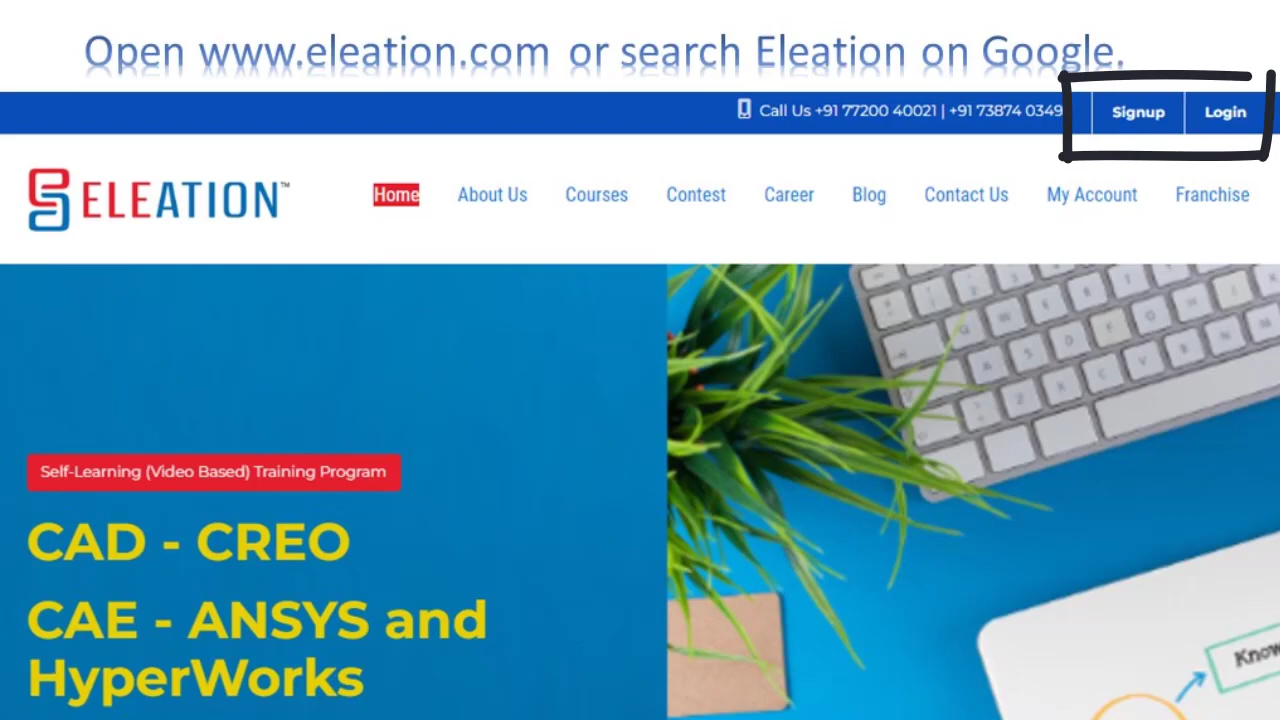 Open www.eleation.com or search Eleation on Google.
Call Us +91 77200 40021 | +91 73874 0349
Signup
Login
ELEATION™
Home
About Us
Courses
Contest
Career
Blog
Contact Us
My Account
Franchise
Self-Learning (Video Based) Training Program
CAD - CREO
CAE - ANSYS and
HyperWorks